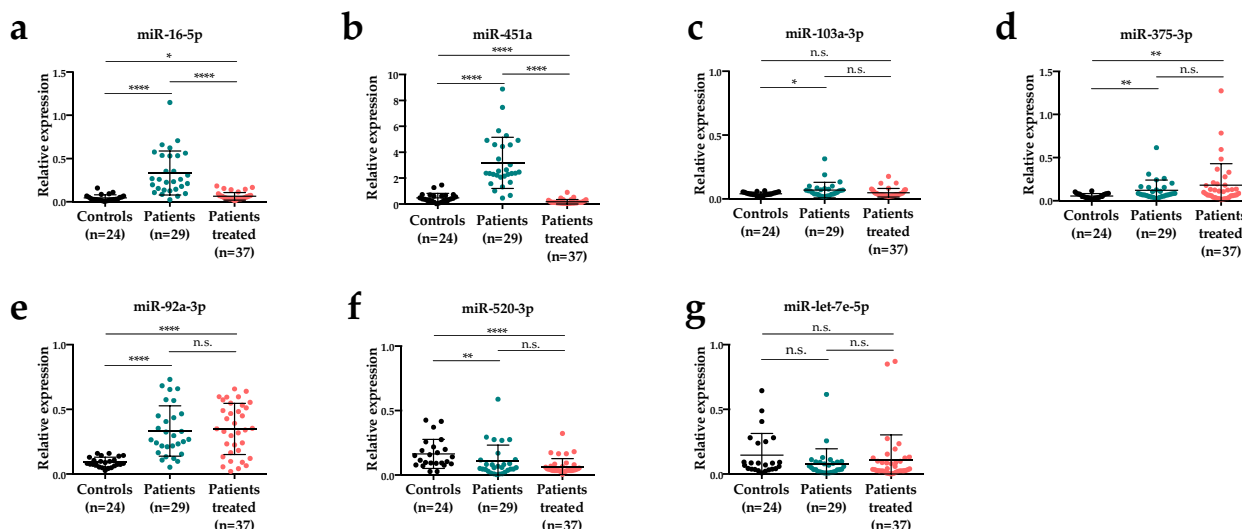 a
miR-16-5p
*
****
****
Relative expression
1.5
1.0
0.5
0.0
Controls
(n=24)
Patients
(n=29)
Patients
treated
(n=37)
b
miR-451a
****
****
****
Relative expression
10
8
6
4
2
0
Controls
(n=24)
Patients
(n=29)
Patients
treated
(n=37)
c
miR-103a-3p
n.s.
n.s.
*
Relative expression
1.0
0.5
0.0
Controls
(n=24)
Patients
(n=29)
Patients
treated
(n=37)
d
miR-375-3p
**
n.s.
**
Relative expression
1.5
1.0
0.5
0.0
Controls
(n=24)
Patients
(n=29)
Patients
treated
(n=37)
e
miR-92a-3p
****
n.s.
****
Relative expression
1.0
0.5
0.0
Controls
(n=24)
Patients
(n=29)
Patients
treated
(n=37)
f
miR-520-3p
****
n.s.
**
Relative expression
1.0
0.5
0.0
Controls
(n=24)
Patients
(n=29)
Patients
treated
(n=37)
g
miR-let-7e-5p
n.s.
n.s.
n.s.
Relative expression
1.0
0.5
0.0
Controls
(n=24)
Patients
(n=29)
Patients
treated
(n=37)